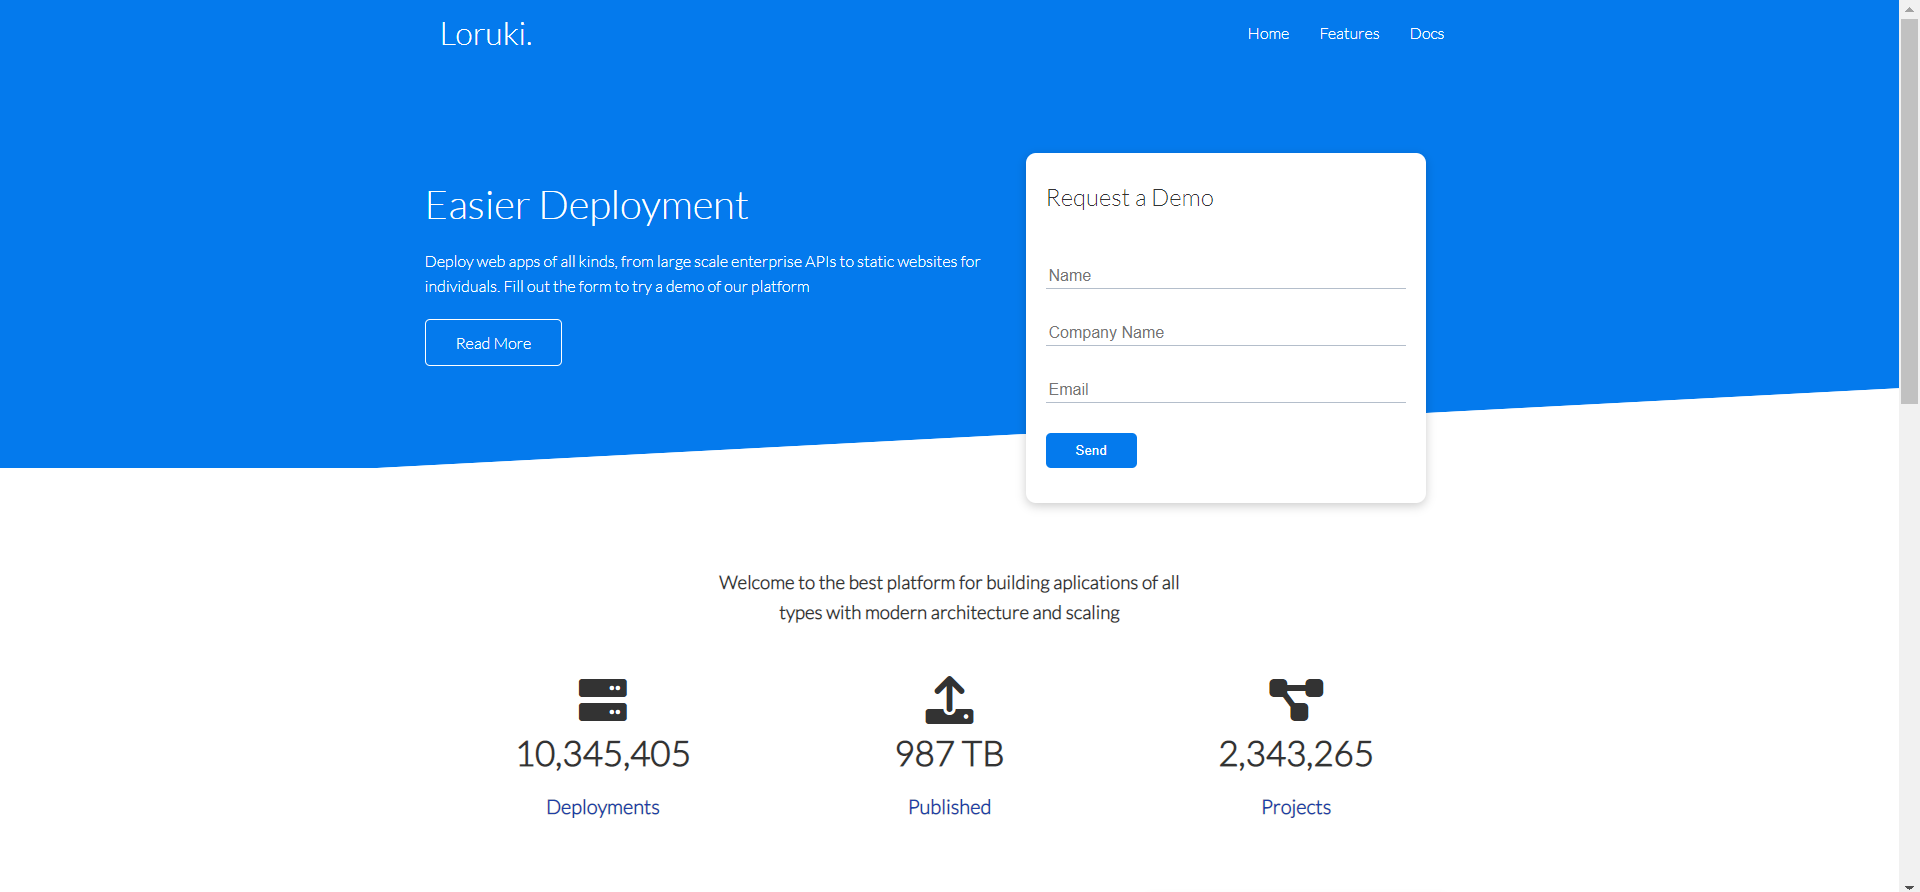 Loruki.
Home Features Docs
Easier Deployment
Deploy web apps of all kinds, from large scale enterprise APIs to static websites for
individuals. Fill out the form to try a demo of our platform
Read More
Request a Demo
Name
Company Name
Email
Send
Welcome to the best platform for building aplications of all
types with modern architecture and scaling
10,345,405
Deployments
987 TB
Published
2,343,265
Projects